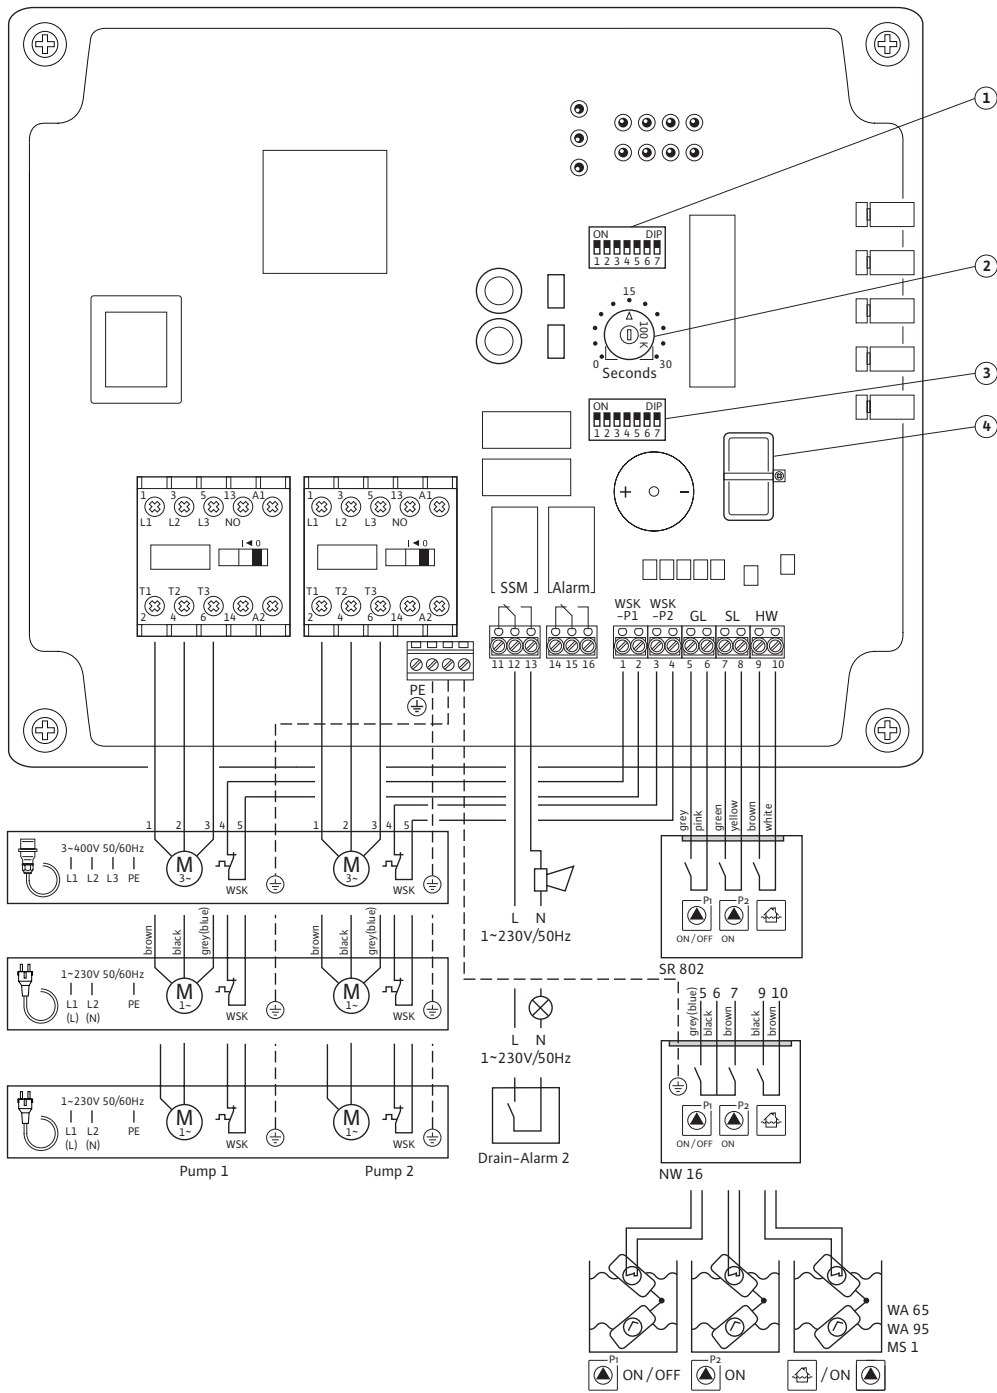 1
ON DIP
1 2 3 4 5 6 7
2
15
100 K
0 30
Seconds
3
ON DIP
1 2 3 4 5 6 7
4
+ -
1 3 5 13 A1
L1 L2 L3 NO
I ◄ 0
T1 T2 T3
2 4 6 14 A2
1 3 5 13 A1
L1 L2 L3 NO
I ◄ 0
T1 T2 T3
2 4 6 14 A2
SSM Alarm
WSK -P1 WSK -P2 GL SL HW
11 12 13 14 15 16 1 2 3 4 5 6 7 8 9 10
PE
1 2 3 4 5 1 2 3 4 5
grey pink green yellow brown white
3~400V 50/60Hz
L1 L2 L3 PE
M 3~
WSK
M 3~
WSK
P1 P2
ON/OFF ON
SR 802
L N
1~230V/50Hz
brown black grey(blue) brown black grey(blue)
1~230V 50/60Hz
L1 L2 PE
(L) (N)
M 1~
WSK
M 1~
WSK
L N
1~230V/50Hz
grey(blue) 5 black 6 brown 7 black 9 brown 10
P1 P2
ON/OFF ON
NW 16
1~230V 50/60Hz
L1 L2 PE
(L) (N)
M 1~
WSK
M 1~
WSK
Pump 1 Pump 2
Drain-Alarm 2
WA 65
WA 95
MS 1
P1 ON/OFF P2 ON /ON